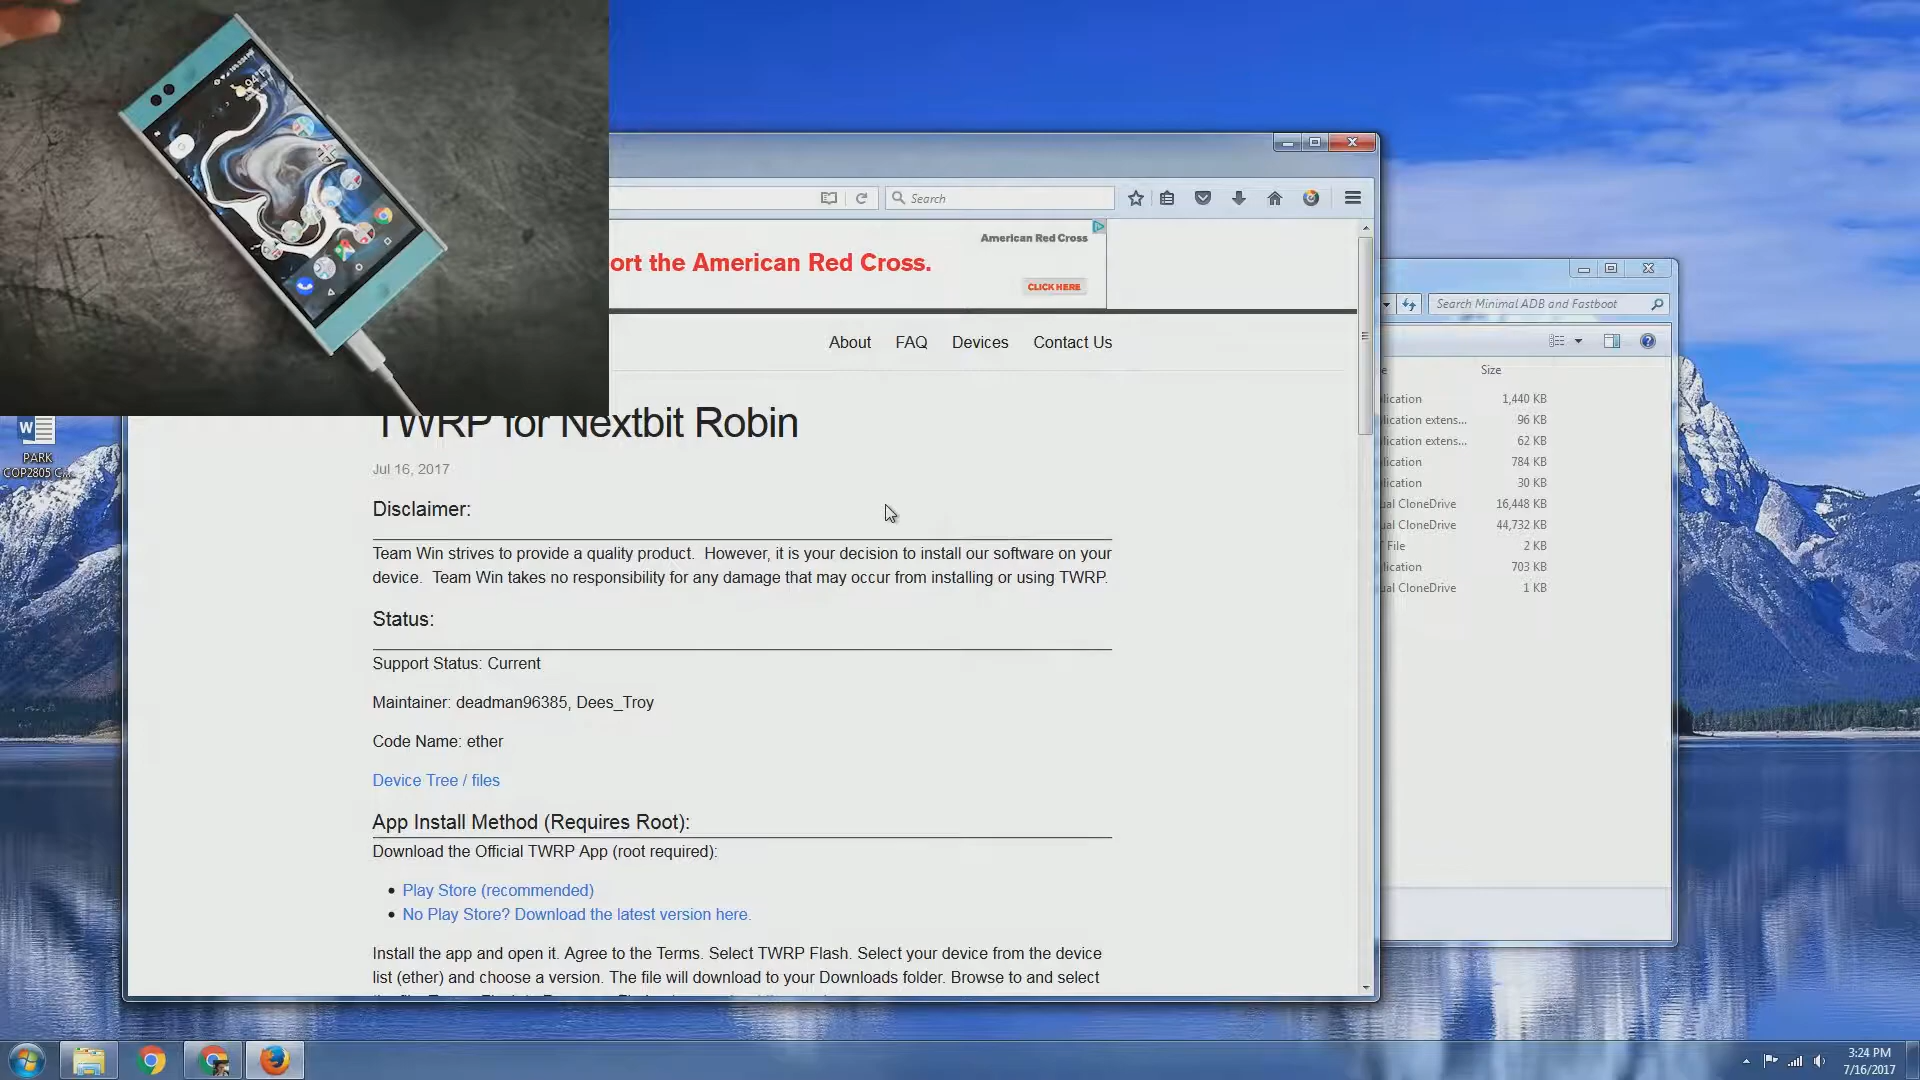 Search
American Red Cross
ort the American Red Cross.
CLICK HERE
Search Minimal ADB and Fastboot
About FAQ Devices Contact Us
Size
lication 1,440 KB
lication extens... 96 KB
lication extens... 62 KB
lication 784 KB
lication 30 KB
ual CloneDrive 16,448 KB
ual CloneDrive 44,732 KB
File 2 KB
lication 703 KB
ual CloneDrive 1 KB
TWRP for Nextbit Robin
Jul 16, 2017
Disclaimer:
Team Win strives to provide a quality product. However, it is your decision to install our software on your
device. Team Win takes no responsibility for any damage that may occur from installing or using TWRP.
Status:
Support Status: Current
Maintainer: deadman96385, Dees_Troy
Code Name: ether
Device Tree / files
App Install Method (Requires Root):
Download the Official TWRP App (root required):
Play Store (recommended)
No Play Store? Download the latest version here.
Install the app and open it. Agree to the Terms. Select TWRP Flash. Select your device from the device
list (ether) and choose a version. The file will download to your Downloads folder. Browse to and select
PARK
COP2805 C...
3:24 PM
7/16/2017